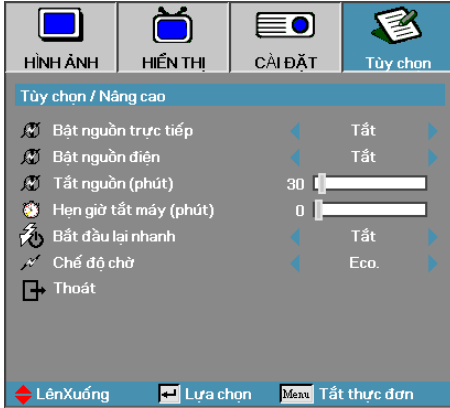 HÌNH ẢNH HIỂN THỊ CÀI ĐẶT Tùy chọn
Tùy chọn / Nâng cao
Bật nguồn trực tiếp Tắt
Bật nguồn điện Tắt
Tắt nguồn (phút) 30
Hẹn giờ tắt máy (phút) 0
Bắt đầu lại nhanh Tắt
Chế độ chờ Eco.
Thoát
LênXuống Lựa chọn Menu Tắt thực đơn